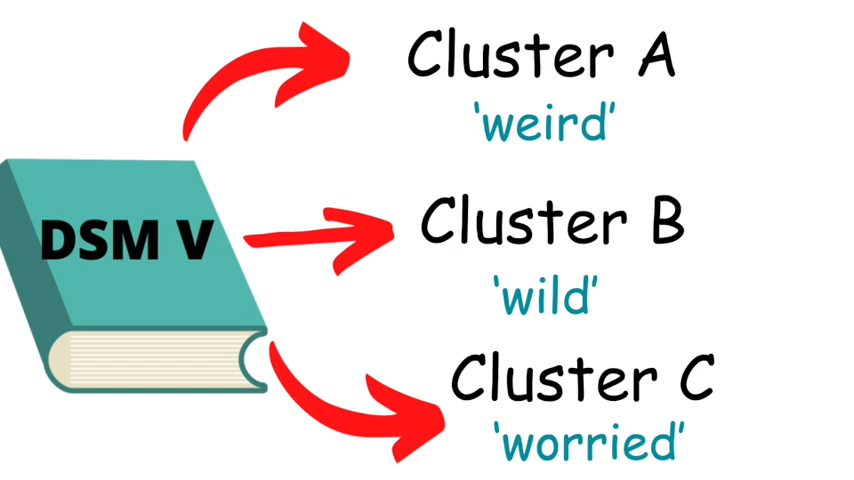 Cluster A
‘weird’
DSM V
Cluster B
‘wild’
Cluster C
‘worried’